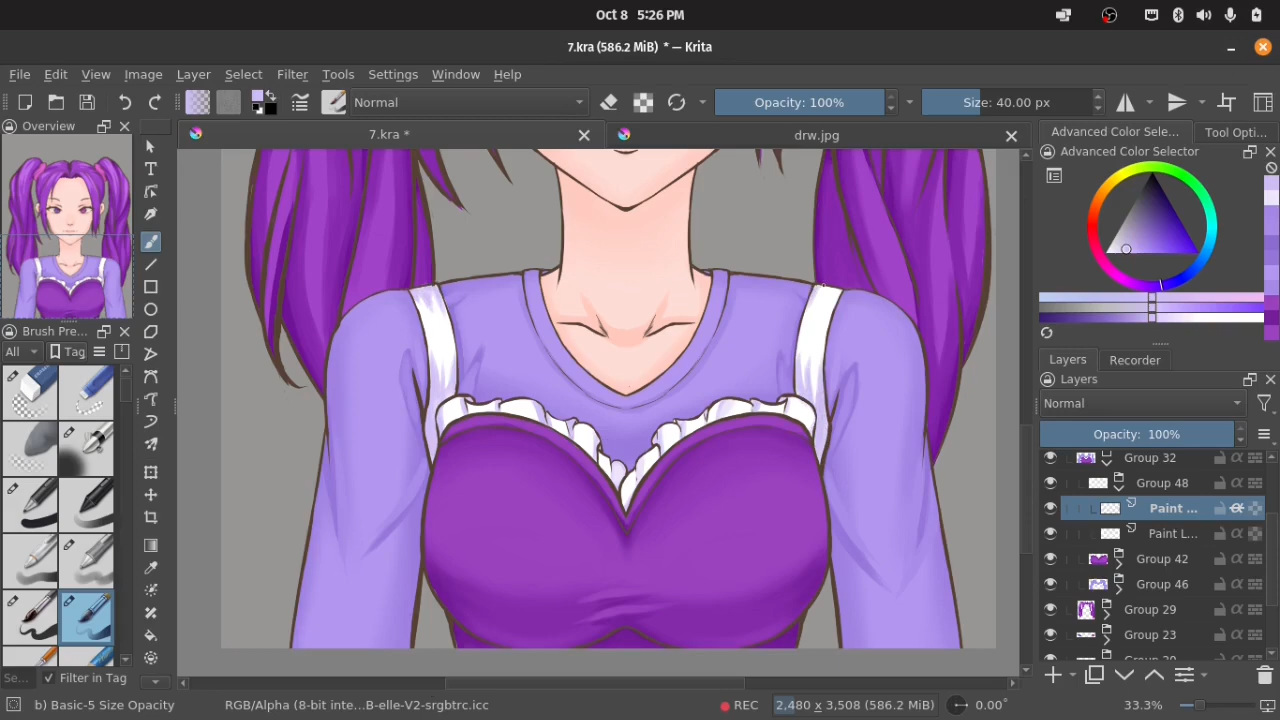 Oct 8 5:26 PM
7.kra (586.2 MiB) * — Krita
File Edit View Image Layer Select Filter Tools Settings Window Help
Normal Opacity: 100% Size: 40.00 px
Overview
7.kra *
drw.jpg
Advanced Color Sele...
Tool Opti...
Advanced Color Selector
Brush Pre...
All
Tag
Se...
Filter in Tag
Layers
Recorder
Layers
Normal
Opacity: 100%
Group 32
Group 48
Paint ...
Paint L...
Group 42
Group 46
Group 29
Group 23
b) Basic-5 Size Opacity
RGB/Alpha (8-bit inte...B-elle-V2-srgbtrc.icc
REC
2,480 x 3,508 (586.2 MiB)
0.00°
33.3%